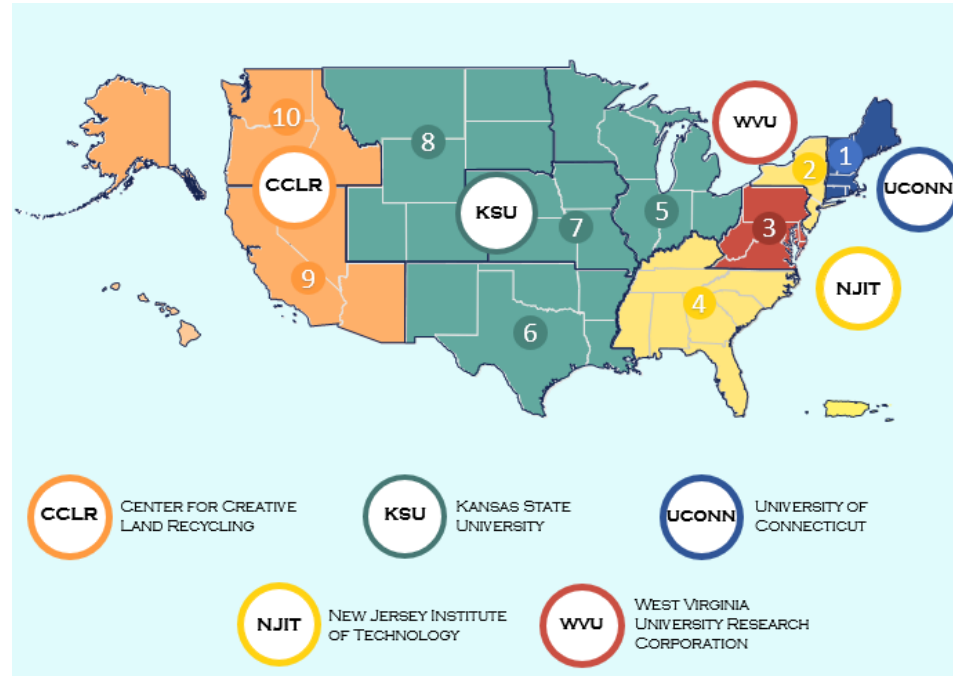 10
8
WVU
1
2
CCLR
UCONN
KSU
5
7
3
9
NJIT
4
6
CCLR
CENTER FOR CREATIVE
LAND RECYCLING
KSU
KANSAS STATE
UNIVERSITY
UCONN
UNIVERSITY OF
CONNECTICUT
NJIT
NEW JERSEY INSTITUTE
OF TECHNOLOGY
WVU
WEST VIRGINIA
UNIVERSITY RESEARCH
CORPORATION